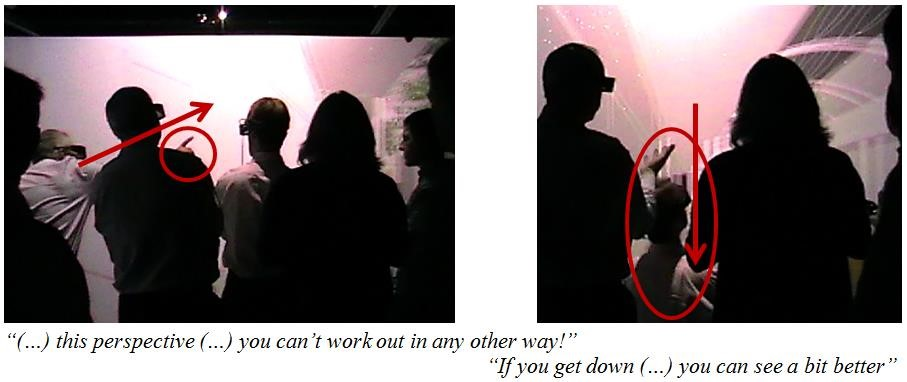 “(…) this perspective (…) you can’t work out in any other way!”
“If you get down (…) you can see a bit better”